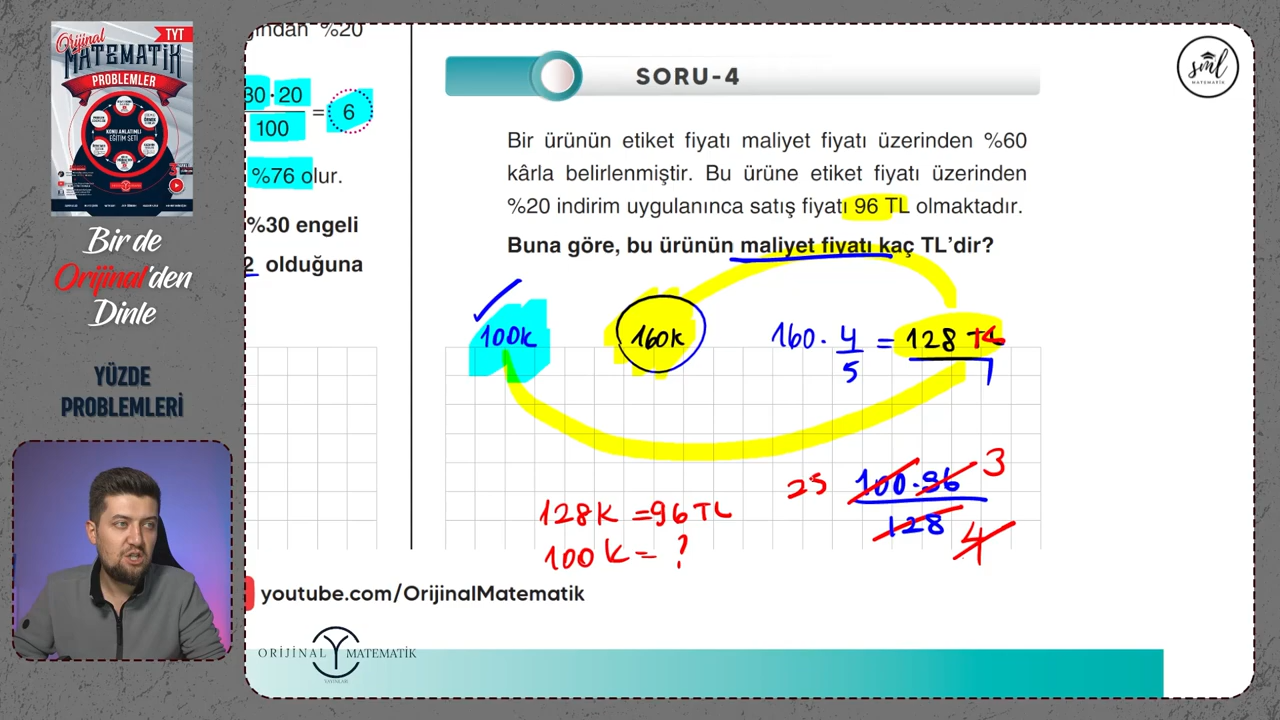 TYT
Orijinal
MATEMATİK
PROBLEMLER
KONU ANLATIMLI
EĞİTİM SETİ
Bir de
Orijinal'den
Dinle
YÜZDE
PROBLEMLERİ
ından %20
30 · 20
100
= 6
%76 olur.
%30 engeli
2 olduğuna
SORU-4
sml
MATEMATİK
Bir ürünün etiket fiyatı maliyet fiyatı üzerinden %60
kârla belirlenmiştir. Bu ürüne etiket fiyatı üzerinden
%20 indirim uygulanınca satış fiyatı 96 TL olmaktadır.
Buna göre, bu ürünün maliyet fiyatı kaç TL'dir?
100k 160k 160 · 4/5 = 128 k
25 100 · 96 3
128 4
128K = 96 TL
100 K = ?
youtube.com/OrijinalMatematik
ORİJİNAL MATEMATİK
YAYINLARI